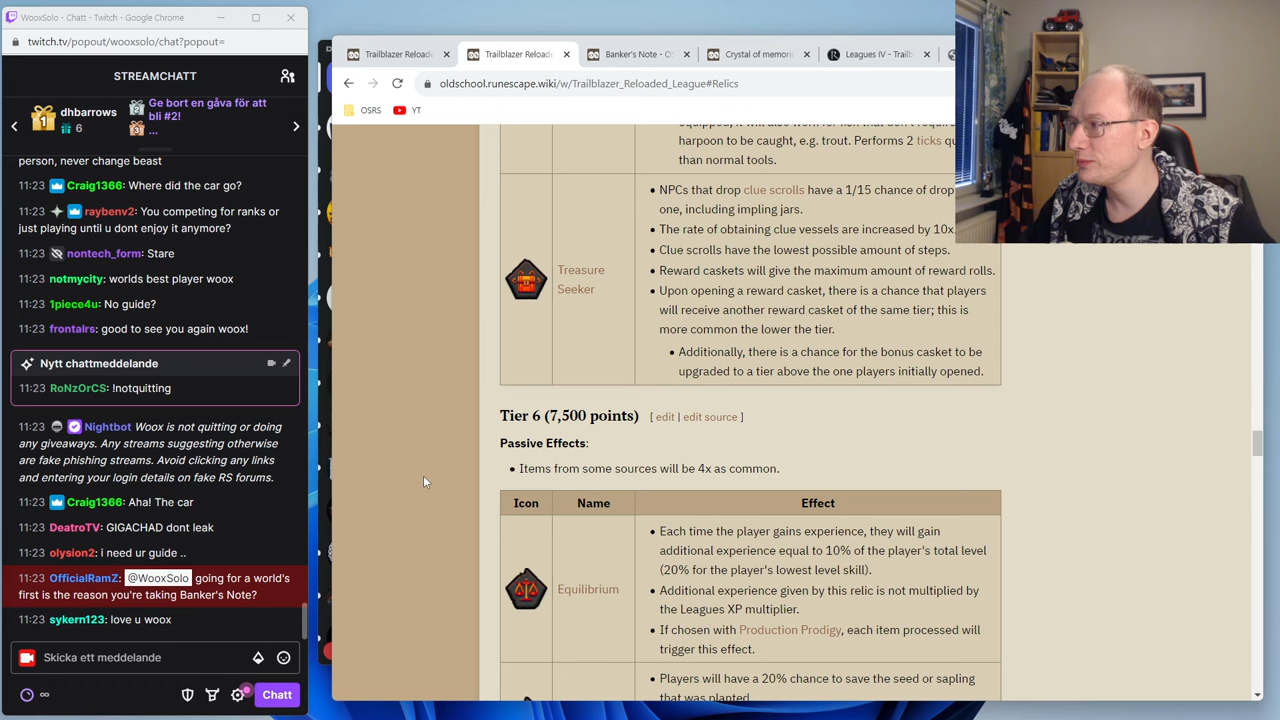 WooxSolo - Chatt - Twitch - Google Chrome
twitch.tv/popout/wooxsolo/chat?popout=
STREAMCHATT
dhbarrows
6
Ge bort en gåva för att
bli #2!
...
person, never change beast
11:23 Craig1366: Where did the car go?
11:23 raybenv2: You competing for ranks or
just playing until u dont enjoy it anymore?
11:23 nontech_form: Stare
11:23 notmycity: worlds best player woox
11:23 1piece4u: No guide?
11:23 frontalrs: good to see you again woox!
Nytt chattmeddelande
11:23 RoNzOrCS: !notquitting
11:23 Nightbot Woox is not quitting or doing
any giveaways. Any streams suggesting otherwise
are fake phishing streams. Avoid clicking any links
and entering your login details on fake RS forums.
11:23 Craig1366: Aha! The car
11:23 DeatroTV: GIGACHAD dont leak
11:23 olysion2: i need ur guide ..
11:23 OfficialRamZ: @WooxSolo going for a world's
first is the reason you're taking Banker's Note?
11:23 sykern123: love u woox
Skicka ett meddelande
Chatt
Trailblazer Reloade
Trailblazer Reloade
Banker's Note - O
Crystal of memorie
Leagues IV - Trailb
oldschool.runescape.wiki/w/Trailblazer_Reloaded_League#Relics
OSRS
YT
harpoon to be caught, e.g. trout. Performs 2 ticks qu
than normal tools.
Treasure
Seeker
NPCs that drop clue scrolls have a 1/15 chance of drop
one, including impling jars.
The rate of obtaining clue vessels are increased by 10x.
Clue scrolls have the lowest possible amount of steps.
Reward caskets will give the maximum amount of reward rolls.
Upon opening a reward casket, there is a chance that players
will receive another reward casket of the same tier; this is
more common the lower the tier.
Additionally, there is a chance for the bonus casket to be
upgraded to a tier above the one players initially opened.
Tier 6 (7,500 points) [ edit | edit source ]
Passive Effects:
Items from some sources will be 4x as common.
Icon Name Effect
Equilibrium
Each time the player gains experience, they will gain
additional experience equal to 10% of the player's total level
(20% for the player's lowest level skill).
Additional experience given by this relic is not multiplied by
the Leagues XP multiplier.
If chosen with Production Prodigy, each item processed will
trigger this effect.
Players will have a 20% chance to save the seed or sapling
that was planted.